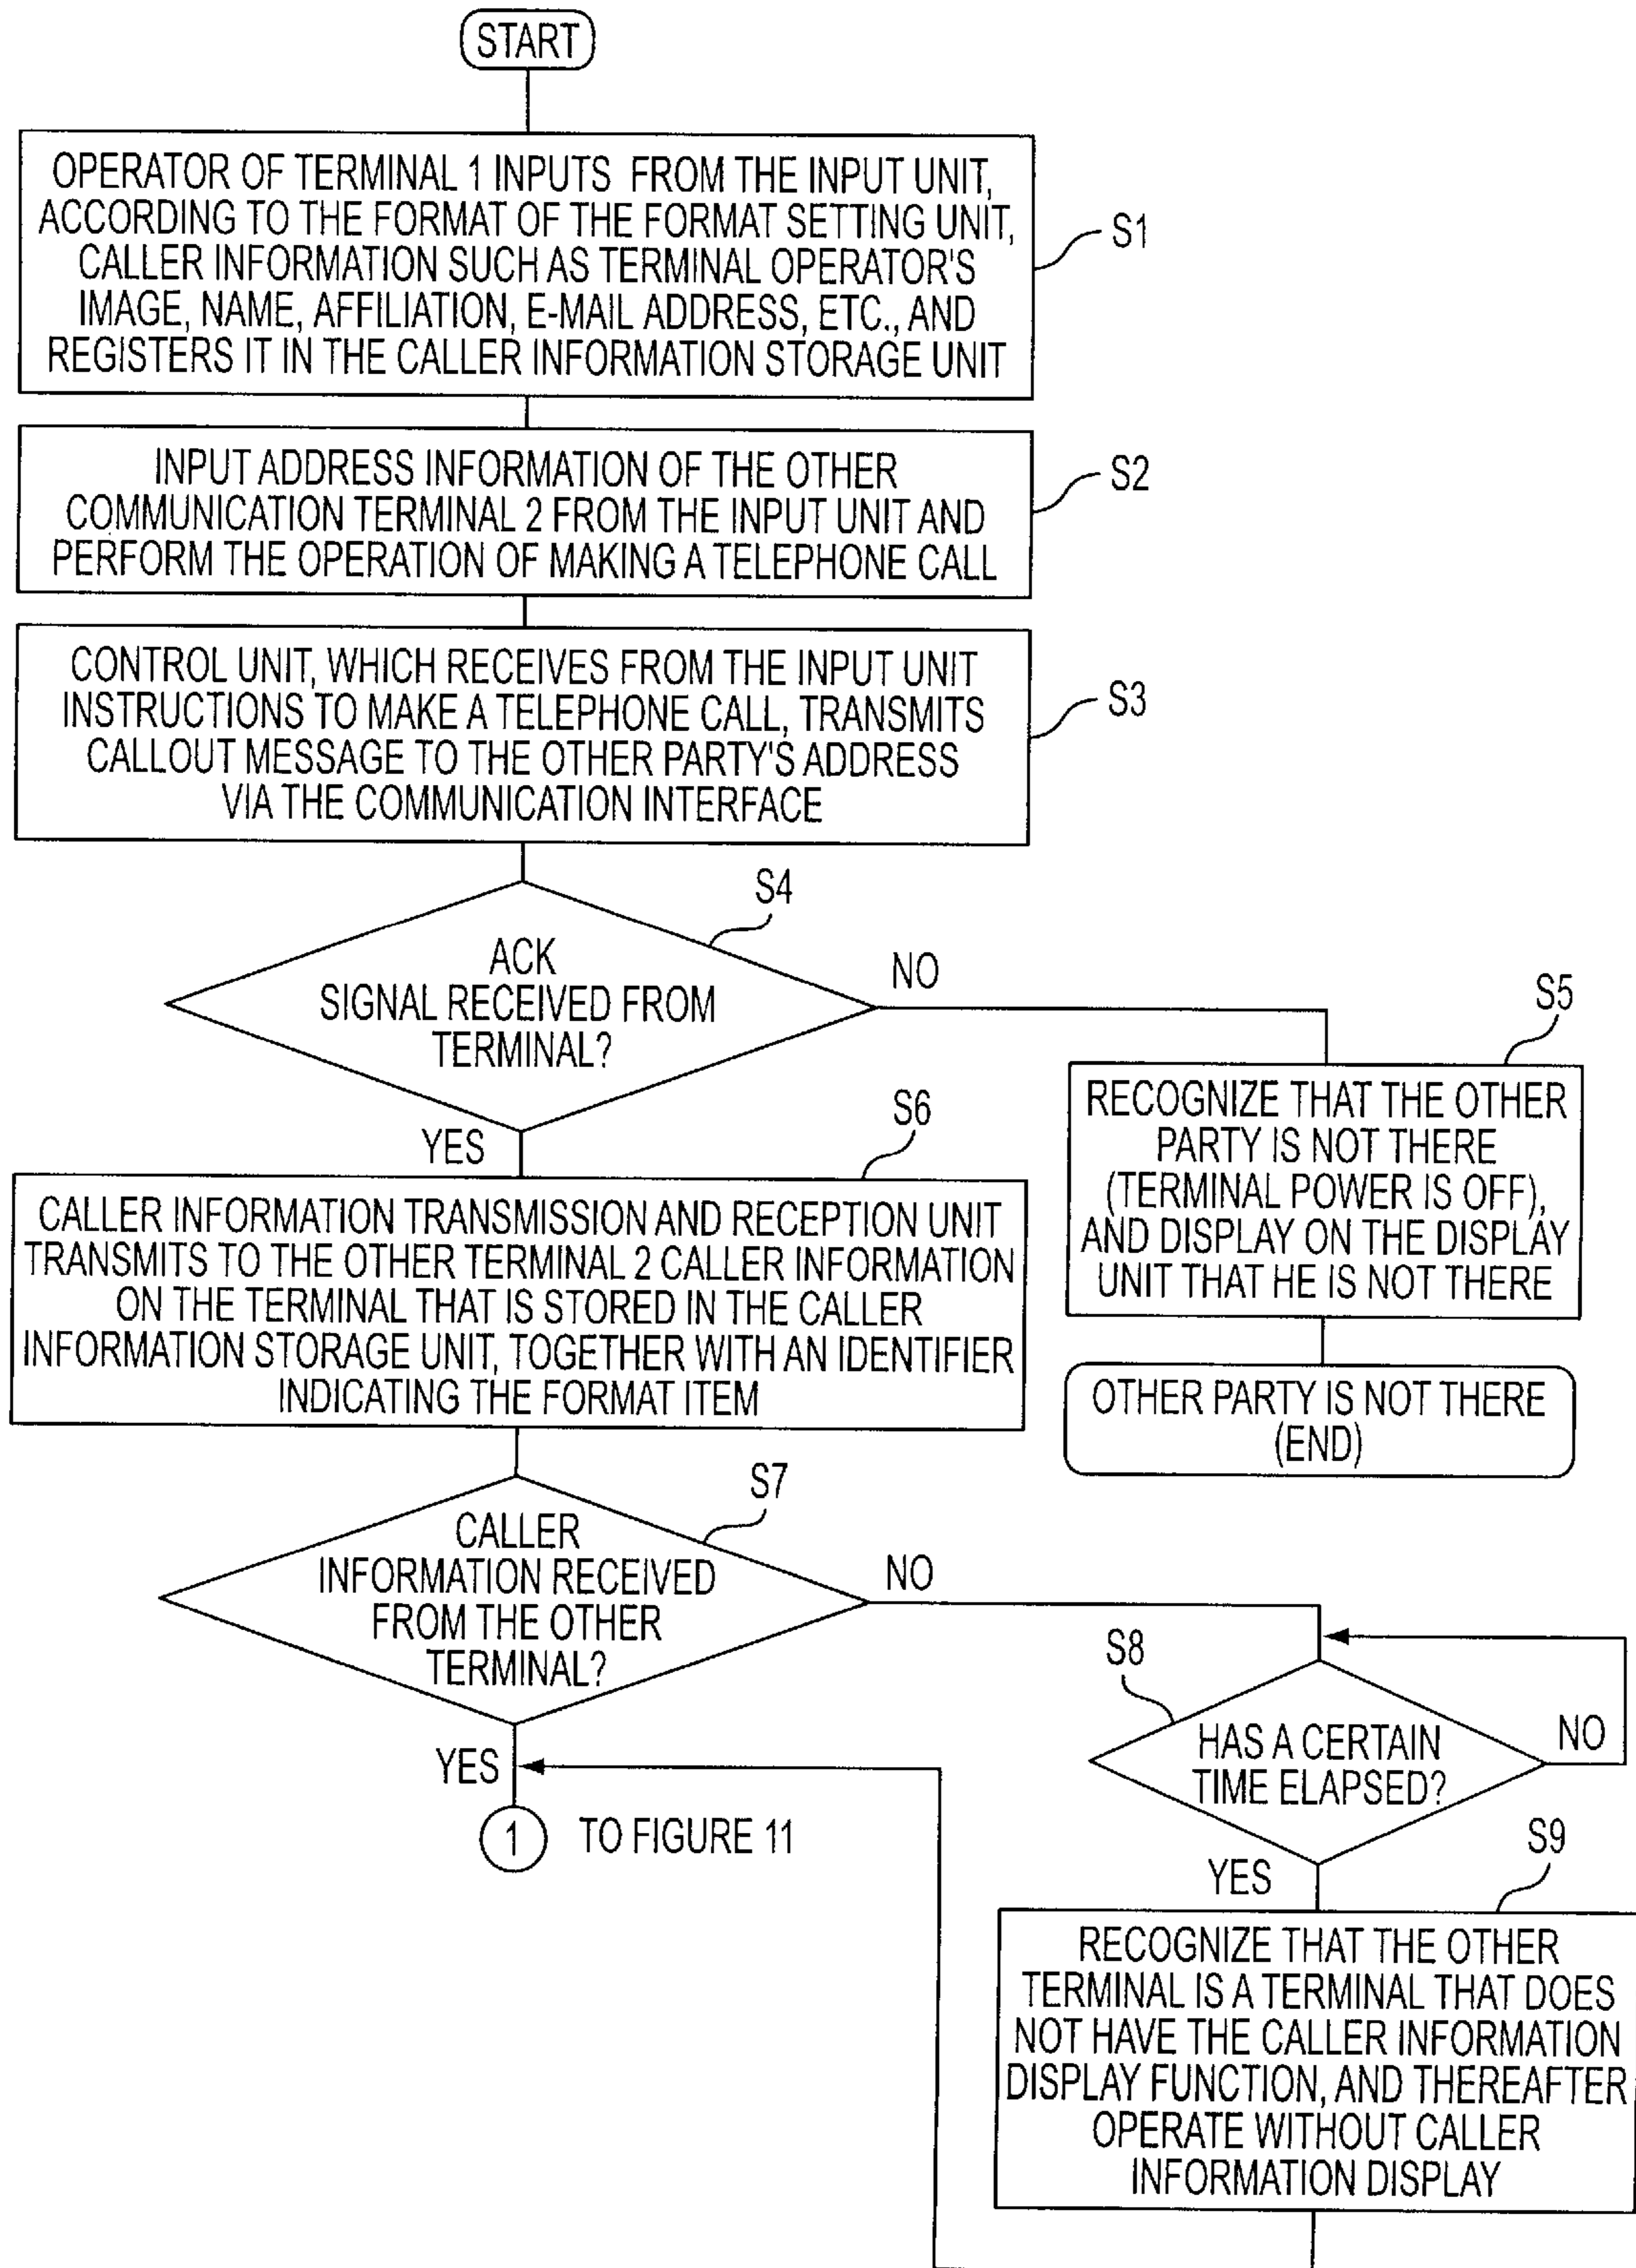 START
OPERATOR OF TERMINAL 1 INPUTS FROM THE INPUT UNIT,
ACCORDING TO THE FORMAT OF THE FORMAT SETTING UNIT,
CALLER INFORMATION SUCH AS TERMINAL OPERATOR'S
IMAGE, NAME, AFFILIATION, E-MAIL ADDRESS, ETC., AND
REGISTERS IT IN THE CALLER INFORMATION STORAGE UNIT
S1
INPUT ADDRESS INFORMATION OF THE OTHER
COMMUNICATION TERMINAL 2 FROM THE INPUT UNIT AND
PERFORM THE OPERATION OF MAKING A TELEPHONE CALL
S2
CONTROL UNIT, WHICH RECEIVES FROM THE INPUT UNIT
INSTRUCTIONS TO MAKE A TELEPHONE CALL, TRANSMITS
CALLOUT MESSAGE TO THE OTHER PARTY'S ADDRESS
VIA THE COMMUNICATION INTERFACE
S3
S4
ACK
SIGNAL RECEIVED FROM
TERMINAL?
NO
YES
S5
RECOGNIZE THAT THE OTHER
PARTY IS NOT THERE
(TERMINAL POWER IS OFF),
AND DISPLAY ON THE DISPLAY
UNIT THAT HE IS NOT THERE
OTHER PARTY IS NOT THERE
(END)
S6
CALLER INFORMATION TRANSMISSION AND RECEPTION UNIT
TRANSMITS TO THE OTHER TERMINAL 2 CALLER INFORMATION
ON THE TERMINAL THAT IS STORED IN THE CALLER
INFORMATION STORAGE UNIT, TOGETHER WITH AN IDENTIFIER
INDICATING THE FORMAT ITEM
S7
CALLER
INFORMATION RECEIVED
FROM THE OTHER
TERMINAL?
NO
YES
1 TO FIGURE 11
S8
HAS A CERTAIN
TIME ELAPSED?
NO
YES
S9
RECOGNIZE THAT THE OTHER
TERMINAL IS A TERMINAL THAT DOES
NOT HAVE THE CALLER INFORMATION
DISPLAY FUNCTION, AND THEREAFTER
OPERATE WITHOUT CALLER
INFORMATION DISPLAY